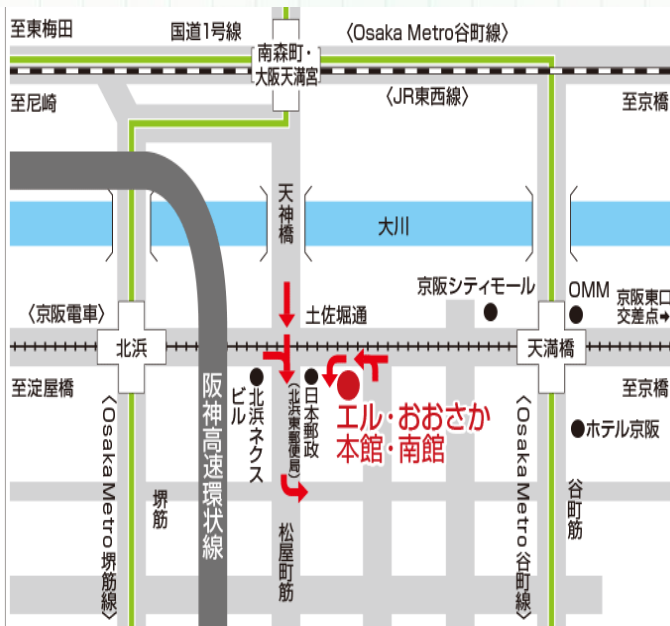 至東梅田
国道1号線
〈Osaka Metro谷町線〉
南森町・
大阪天満宮
至尼崎
〈JR東西線〉
至京橋
天神橋
大川
京阪シティモール
OMM
京阪東口
交差点→
〈京阪電車〉
土佐堀通
北浜
天満橋
至淀屋橋
至京橋
阪神高速環状線
北浜ネクス
ビル
日本郵政
(北浜東郵便局)
エル・おおさか
本館・南館
ホテル京阪
〈Osaka Metro堺筋線〉
堺筋
松屋町筋
〈Osaka Metro谷町線〉
谷町筋